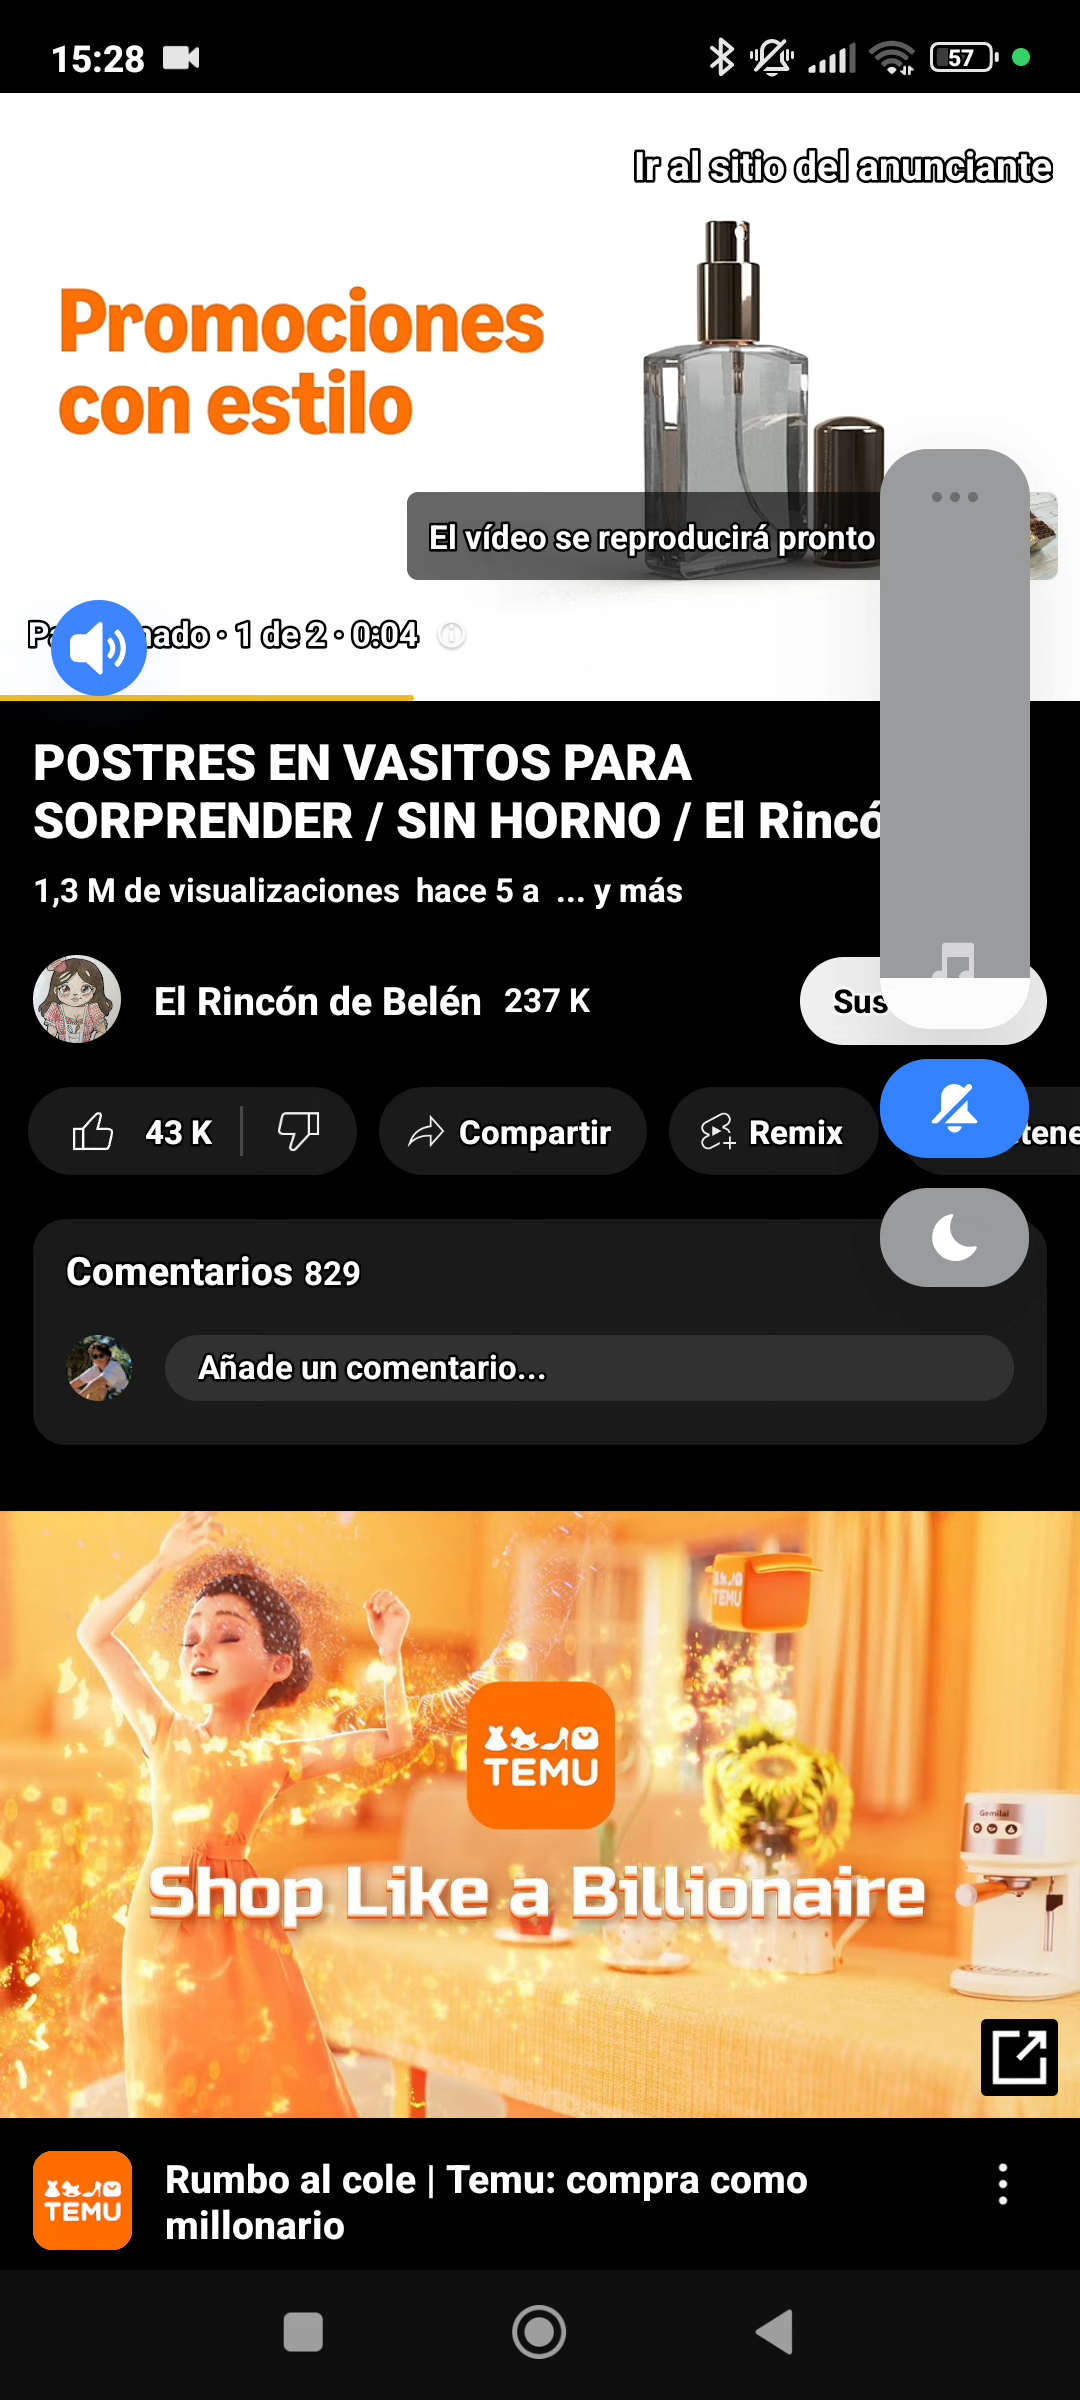 15:28
57
Ir al sitio del anunciante
Promociones
con estilo
El vídeo se reproducirá pronto
1 de 2 · 0:04
POSTRES EN VASITOS PARA
SORPRENDER / SIN HORNO / El Rincó
1,3 M de visualizaciones hace 5 a ... y más
El Rincón de Belén 237 K
Sus
43 K
Compartir
Remix
Comentarios 829
Añade un comentario...
TEMU
TEMU
Shop Like a Billionaire
Gemilai
TEMU
Rumbo al cole | Temu: compra como
millonario